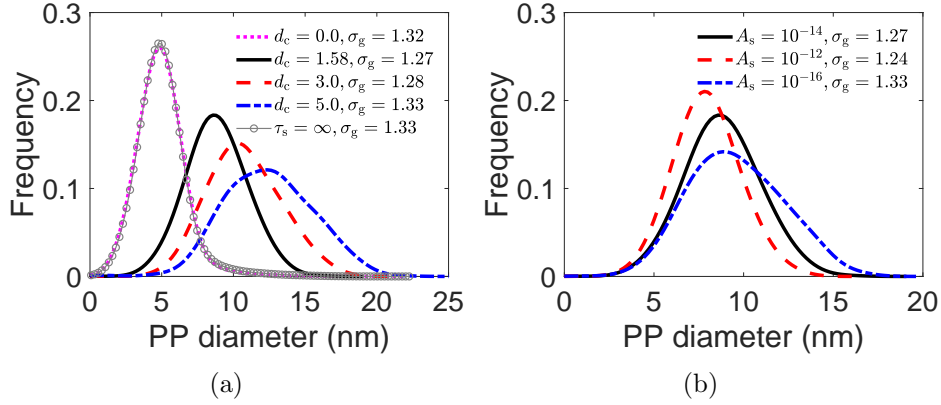 0.3
0.2
0.1
0
Frequency
d_c = 0.0, σ_g = 1.32
d_c = 1.58, σ_g = 1.27
d_c = 3.0, σ_g = 1.28
d_c = 5.0, σ_g = 1.33
τ_s = ∞, σ_g = 1.33
0 5 10 15 20 25
PP diameter (nm)
(a)
0.3
0.2
0.1
0
Frequency
A_s = 10^{-14}, σ_g = 1.27
A_s = 10^{-12}, σ_g = 1.24
A_s = 10^{-16}, σ_g = 1.33
0 5 10 15 20
PP diameter (nm)
(b)